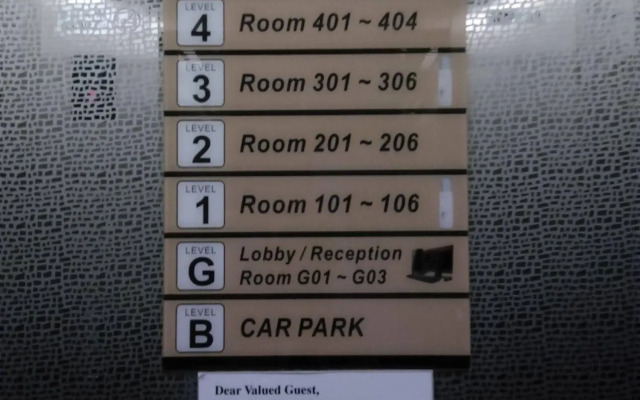 LEVEL
4
Room 401 ~ 404
LEVEL
3
Room 301 ~ 306
LEVEL
2
Room 201 ~ 206
LEVEL
1
Room 101 ~ 106
LEVEL
G
Lobby / Reception
Room G01 ~ G03
LEVEL
B
CAR PARK
Dear Valued Guest,